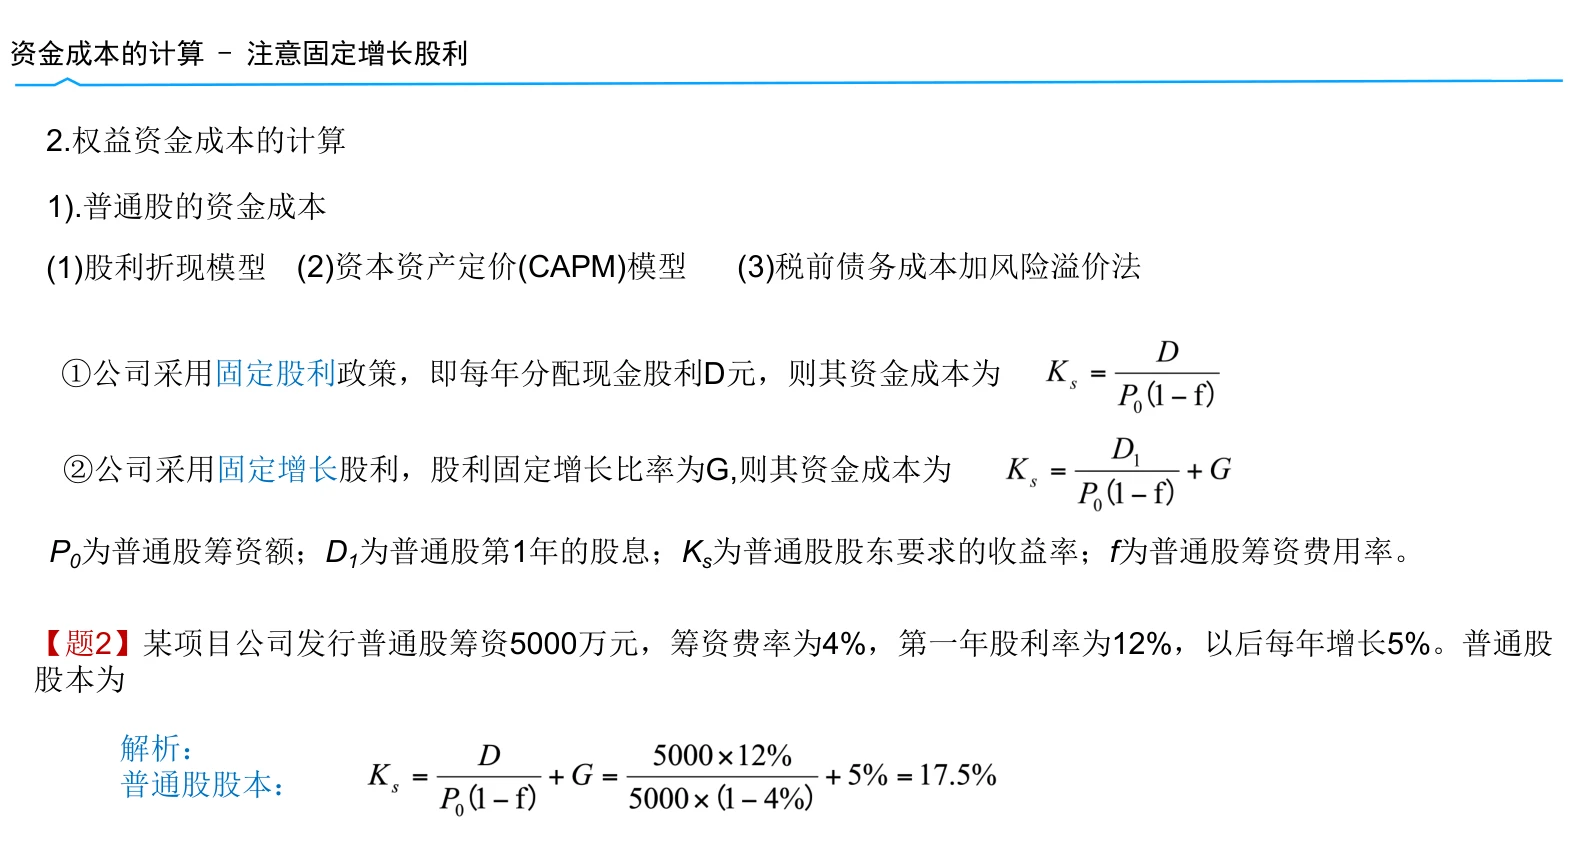 资金成本的计算 - 注意固定增长股利
2.权益资金成本的计算
1).普通股的资金成本
(1)股利折现模型 (2)资本资产定价(CAPM)模型 (3)税前债务成本加风险溢价法
①公司采用固定股利政策，即每年分配现金股利D元，则其资金成本为 Kₛ = D / P₀(1−f)
②公司采用固定增长股利，股利固定增长比率为G,则其资金成本为 Kₛ = D₁ / P₀(1−f) + G
P₀为普通股筹资额；D₁为普通股第1年的股息；Kₛ为普通股股东要求的收益率；f为普通股筹资费用率。
【题2】某项目公司发行普通股筹资5000万元，筹资费率为4%，第一年股利率为12%，以后每年增长5%。普通股
股本为
解析：
普通股股本： Kₛ = D / P₀(1−f) + G = 5000×12% / 5000×(1−4%) + 5% = 17.5%